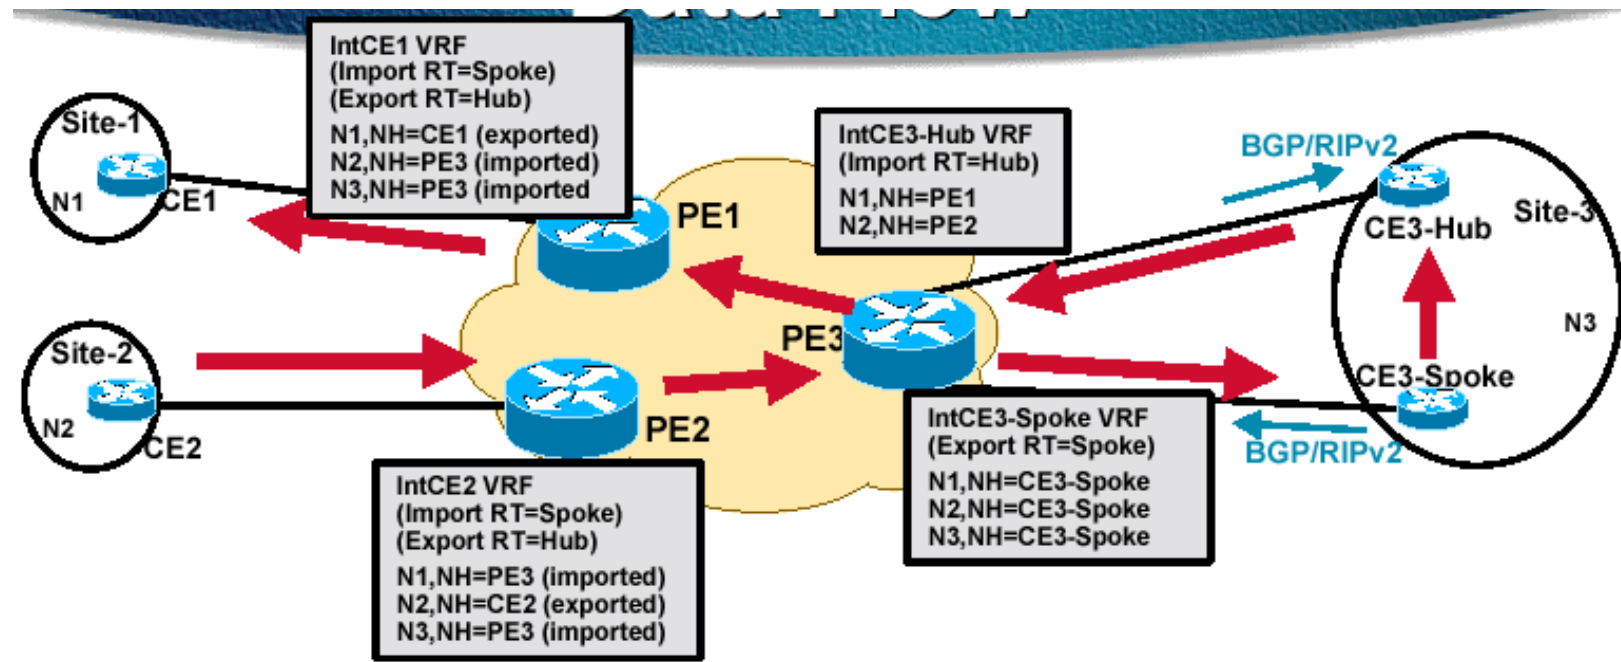 Data Flow
IntCE1 VRF
(Import RT=Spoke)
(Export RT=Hub)
N1,NH=CE1 (exported)
N2,NH=PE3 (imported)
N3,NH=PE3 (imported
Site-1
N1
CE1
PE1
IntCE3-Hub VRF
(Import RT=Hub)
N1,NH=PE1
N2,NH=PE2
BGP/RIPv2
CE3-Hub
Site-3
N3
PE3
Site-2
N2
CE2
PE2
CE3-Spoke
BGP/RIPv2
IntCE3-Spoke VRF
(Export RT=Spoke)
N1,NH=CE3-Spoke
N2,NH=CE3-Spoke
N3,NH=CE3-Spoke
IntCE2 VRF
(Import RT=Spoke)
(Export RT=Hub)
N1,NH=PE3 (imported)
N2,NH=CE2 (exported)
N3,NH=PE3 (imported)